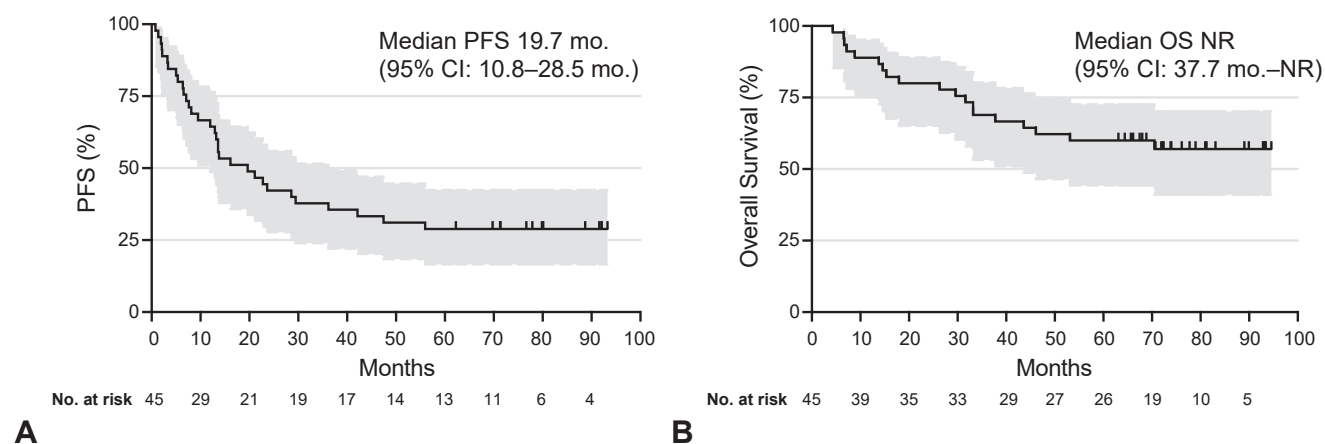 Median PFS 19.7 mo.
(95% CI: 10.8–28.5 mo.)
PFS (%)
100
75
50
25
0
0 10 20 30 40 50 60 70 80 90 100
Months
No. at risk 45 29 21 19 17 14 13 11 6 4
A
Median OS NR
(95% CI: 37.7 mo.–NR)
Overall Survival (%)
100
75
50
25
0
0 10 20 30 40 50 60 70 80 90 100
Months
No. at risk 45 39 35 33 29 27 26 19 10 5
B